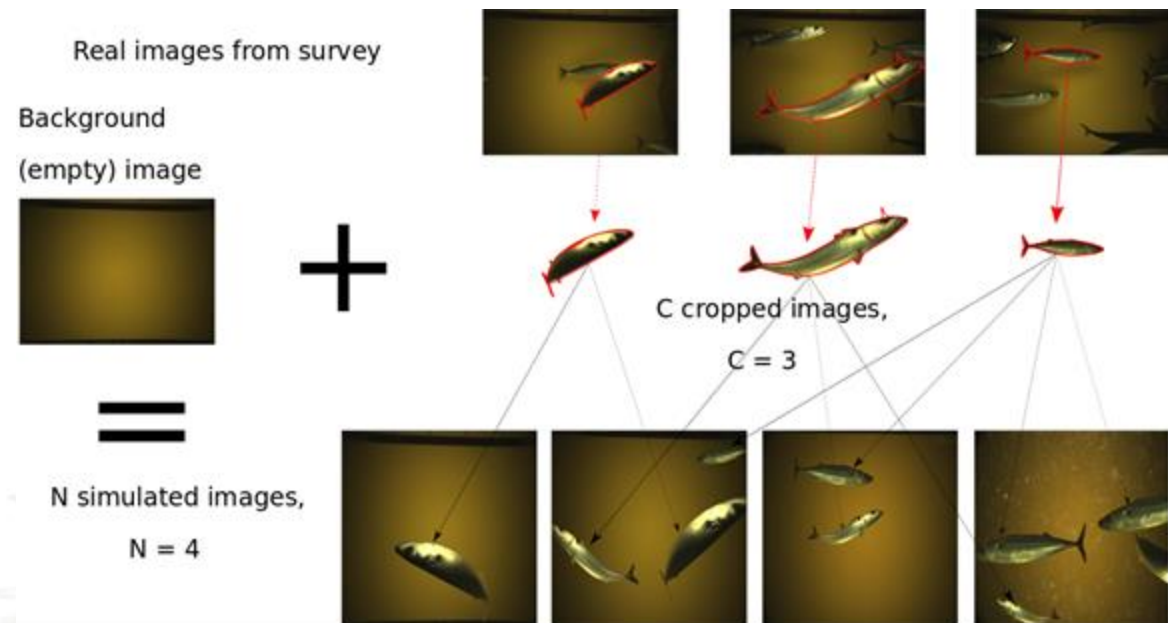 Real images from survey
Background
(empty) image
C cropped images,
C = 3
N simulated images,
N = 4